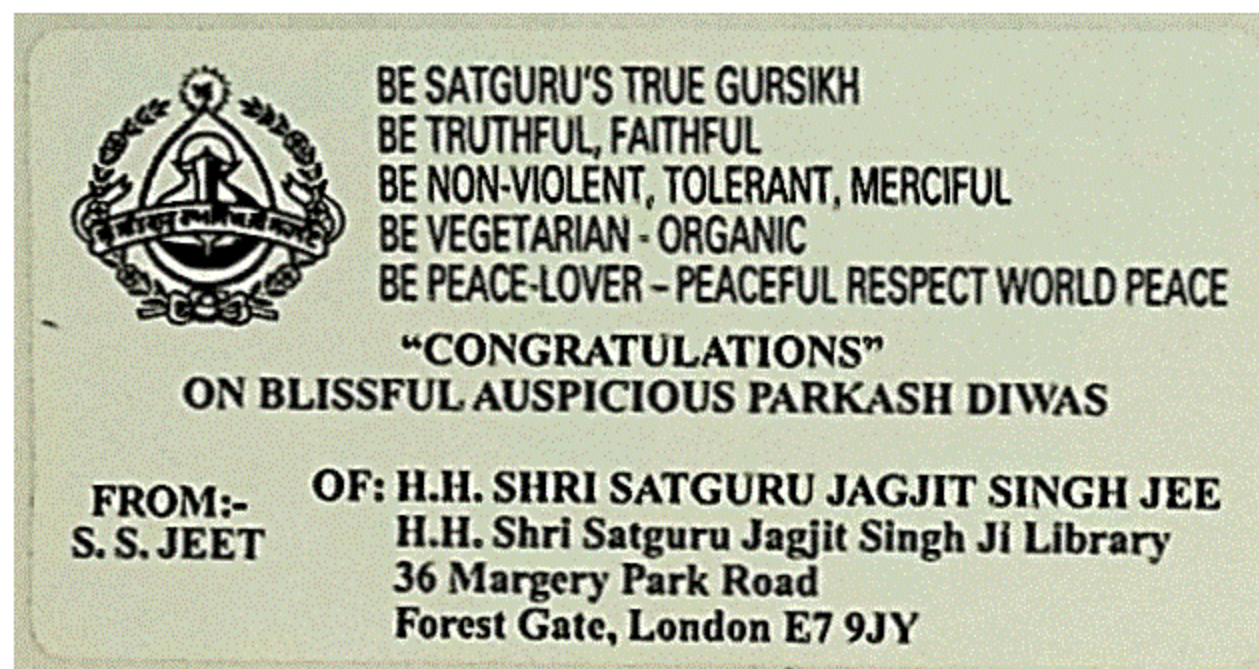 BE SATGURU'S TRUE GURSIKH
BE TRUTHFUL, FAITHFUL
BE NON-VIOLENT, TOLERANT, MERCIFUL
BE VEGETARIAN - ORGANIC
BE PEACE-LOVER – PEACEFUL RESPECT WORLD PEACE
“CONGRATULATIONS”
ON BLISSFUL AUSPICIOUS PARKASH DIWAS
FROM:-
S. S. JEET
OF: H.H. SHRI SATGURU JAGJIT SINGH JEE
H.H. Shri Satguru Jagjit Singh Ji Library
36 Margery Park Road
Forest Gate, London E7 9JY